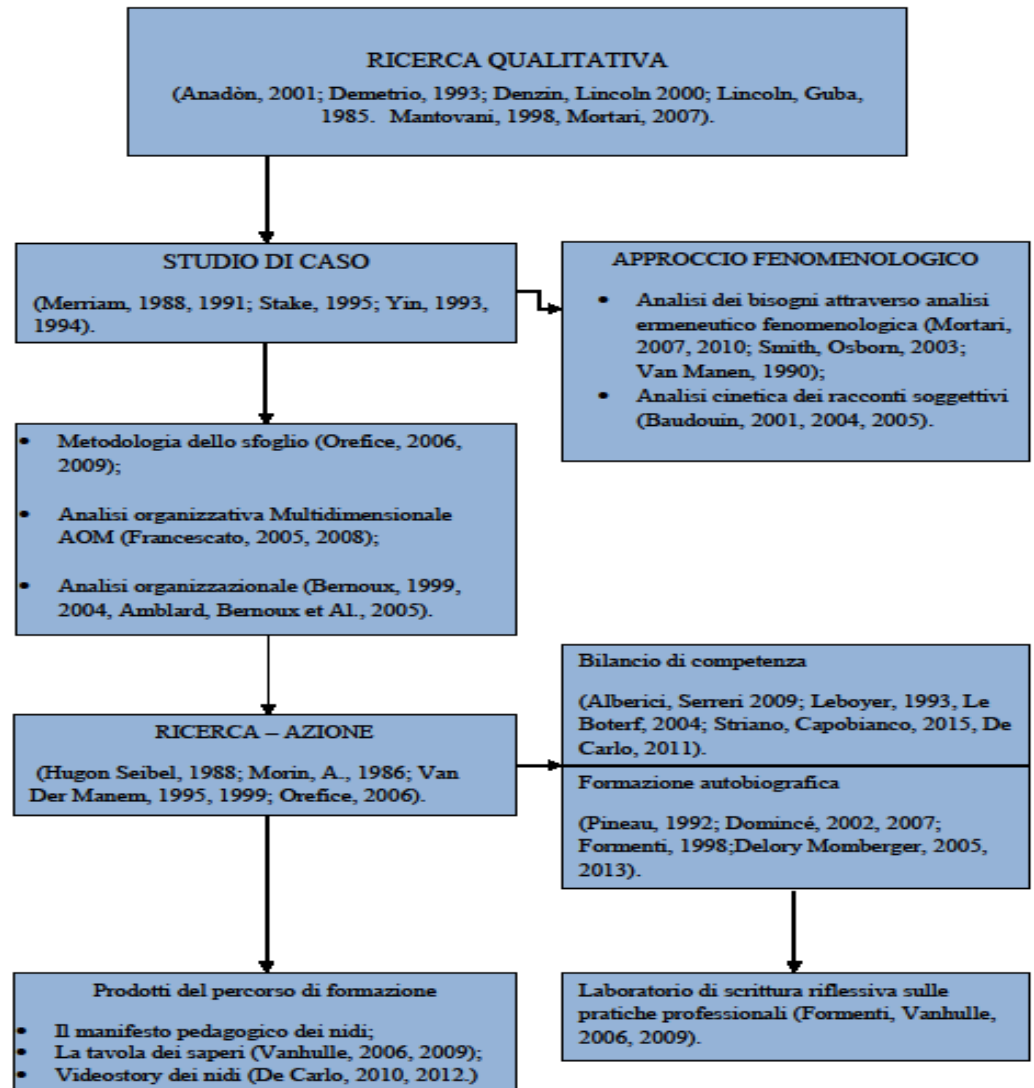 RICERCA QUALITATIVA
(Anadòn, 2001; Demetrio, 1993; Denzin, Lincoln 2000; Lincoln, Guba,
1985. Mantovani, 1998, Mortari, 2007).
STUDIO DI CASO
(Merriam, 1988, 1991; Stake, 1995; Yin, 1993,
1994).
APPROCCIO FENOMENOLOGICO
• Analisi dei bisogni attraverso analisi
ermeneutico fenomenologica (Mortari,
2007, 2010; Smith, Osborn, 2003;
Van Manen, 1990);
• Analisi cinetica dei racconti soggettivi
(Baudouin, 2001, 2004, 2005).
• Metodologia dello sfoglio (Orefice, 2006,
2009);
• Analisi organizzativa Multidimensionale
AOM (Francescato, 2005, 2008);
• Analisi organizzazionale (Bernoux, 1999,
2004, Amblard, Bernoux et Al., 2005).
RICERCA – AZIONE
(Hugon Seibel, 1988; Morin, A., 1986; Van
Der Manem, 1995, 1999; Orefice, 2006).
Bilancio di competenza
(Alberici, Serreri 2009; Leboyer, 1993, Le
Boterf, 2004; Striano, Capobianco, 2015, De
Carlo, 2011).
Formazione autobiografica
(Pineau, 1992; Domincé, 2002, 2007;
Formenti, 1998;Delory Momberger, 2005,
2013).
Prodotti del percorso di formazione
• Il manifesto pedagogico dei nidi;
• La tavola dei saperi (Vanhulle, 2006, 2009);
• Videostory dei nidi (De Carlo, 2010, 2012.)
Laboratorio di scrittura riflessiva sulle
pratiche professionali (Formenti, Vanhulle,
2006, 2009).